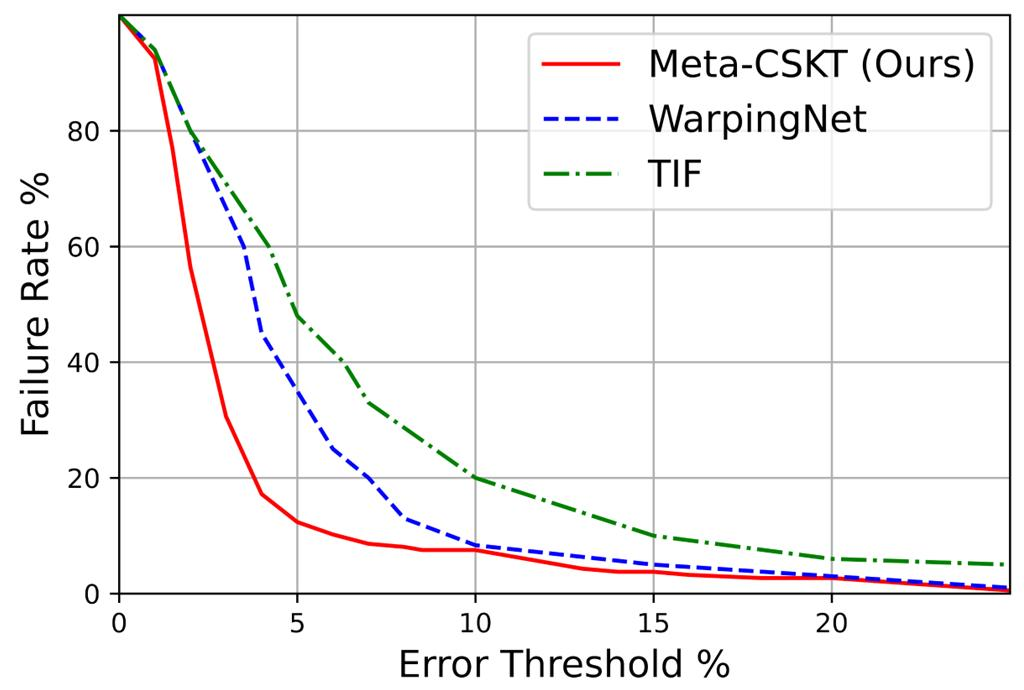 Meta-CSKT (Ours)
WarpingNet
TIF
Failure Rate %
80
60
40
20
0
0 5 10 15 20
Error Threshold %